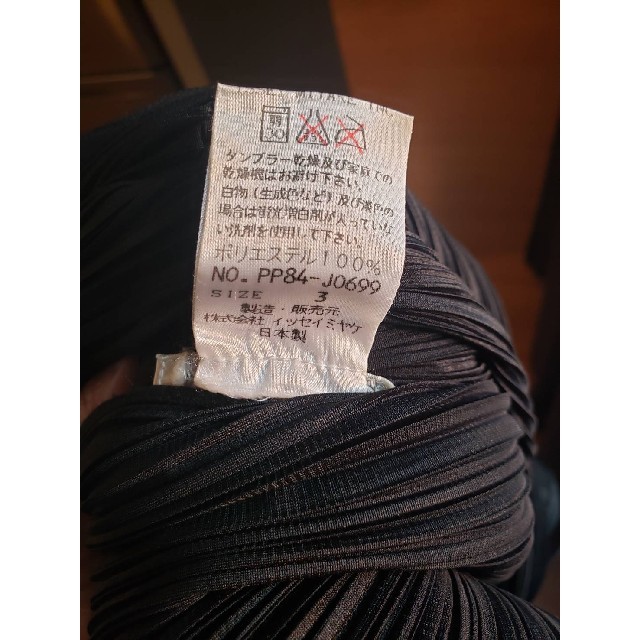 弱
30
タンブラー乾燥及び家庭での
乾燥機はお避け下さい。
白物(生成色など)及び淡色の
場合は蛍光増白剤が入っていな
い洗剤を使用して下さい。
ポリエステル100%
NO. PP84-J0699
SIZE 3
製造・販売元
株式会社 イッセイミヤケ
日本製